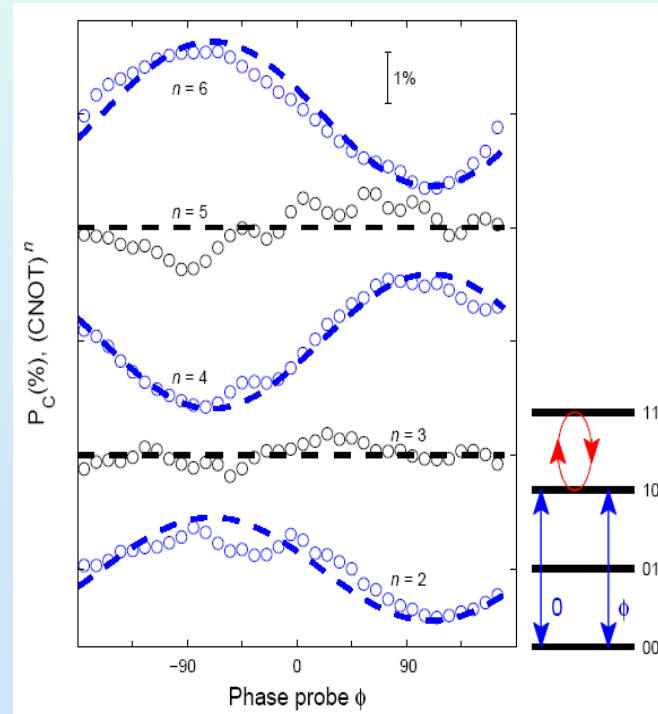 n = 6
1%
n = 5
n = 4
n = 3
n = 2
P_C(%), (CNOT)^n
−90
0
90
Phase probe ϕ
11
10
01
0
ϕ
00